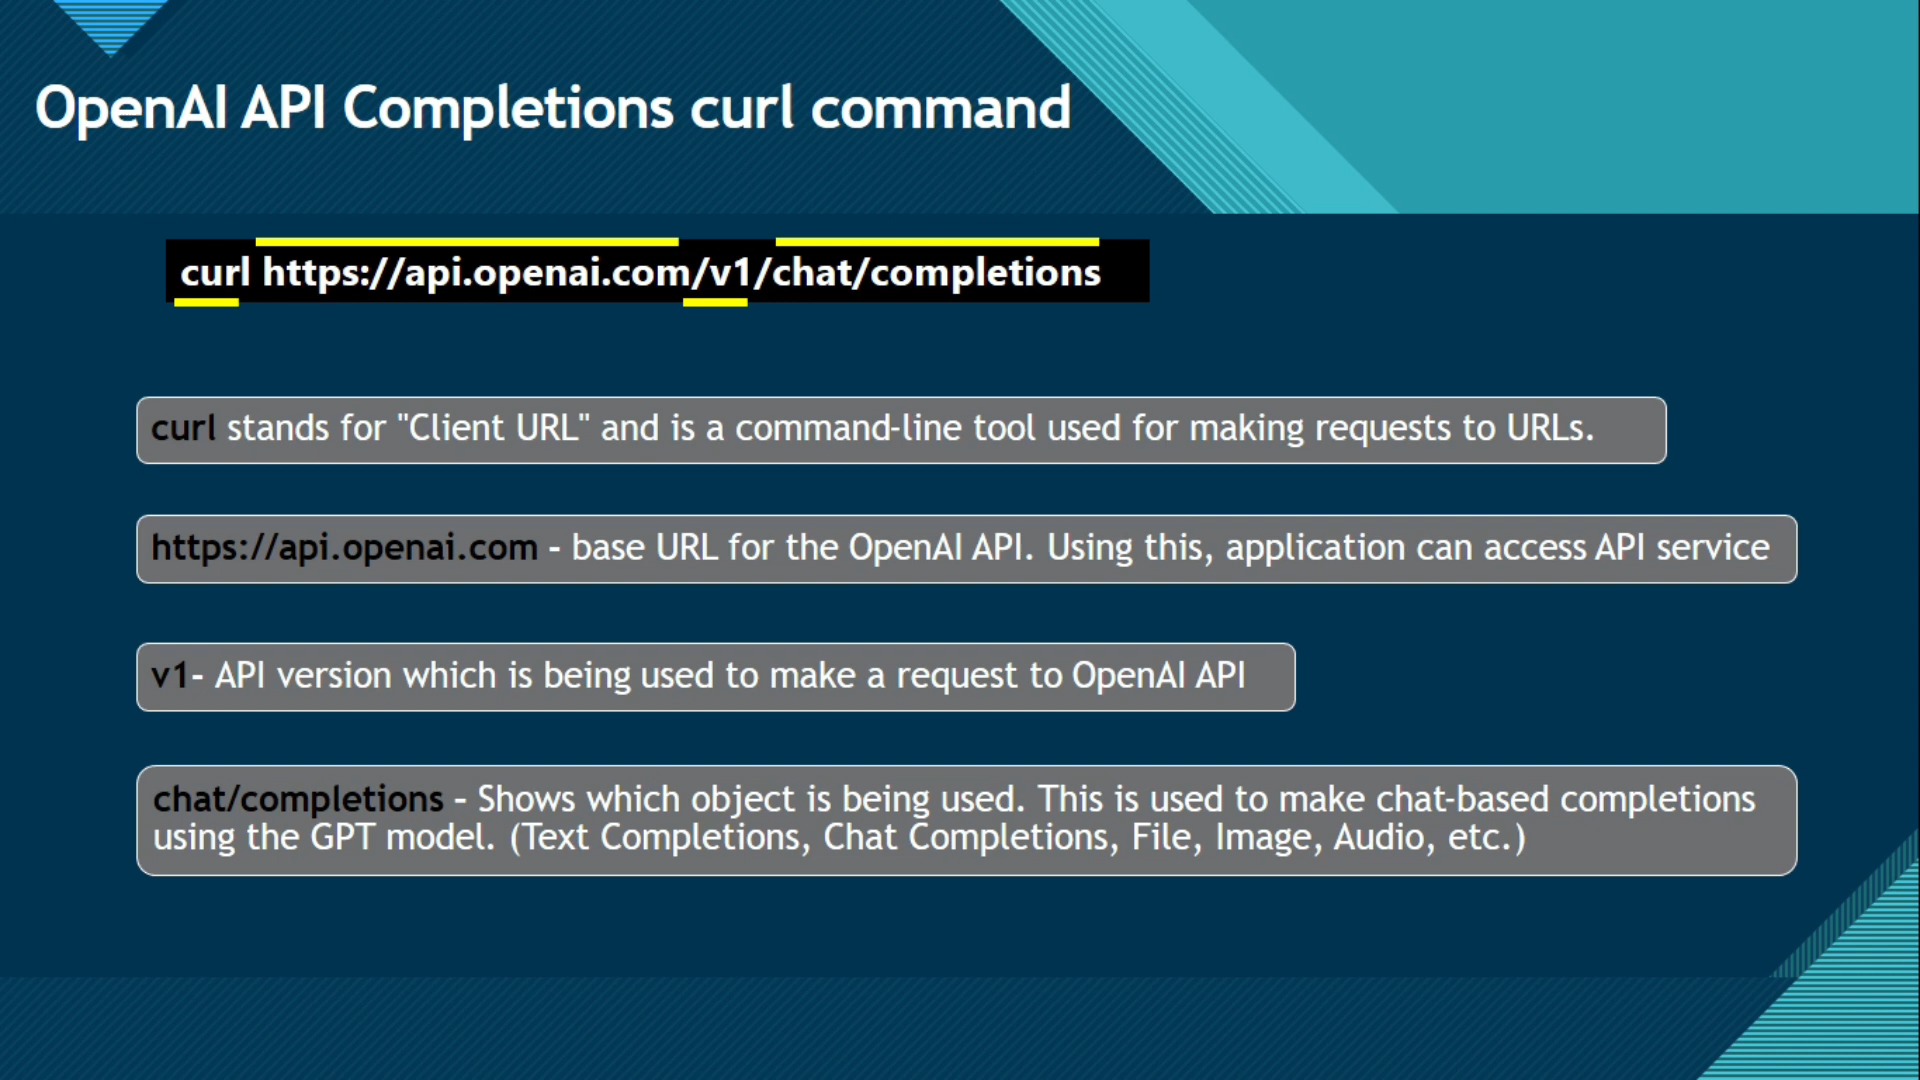 OpenAI API Completions curl command
curl https://api.openai.com/v1/chat/completions
curl stands for "Client URL" and is a command-line tool used for making requests to URLs.
https://api.openai.com - base URL for the OpenAI API. Using this, application can access API service
v1- API version which is being used to make a request to OpenAI API
chat/completions - Shows which object is being used. This is used to make chat-based completions
using the GPT model. (Text Completions, Chat Completions, File, Image, Audio, etc.)